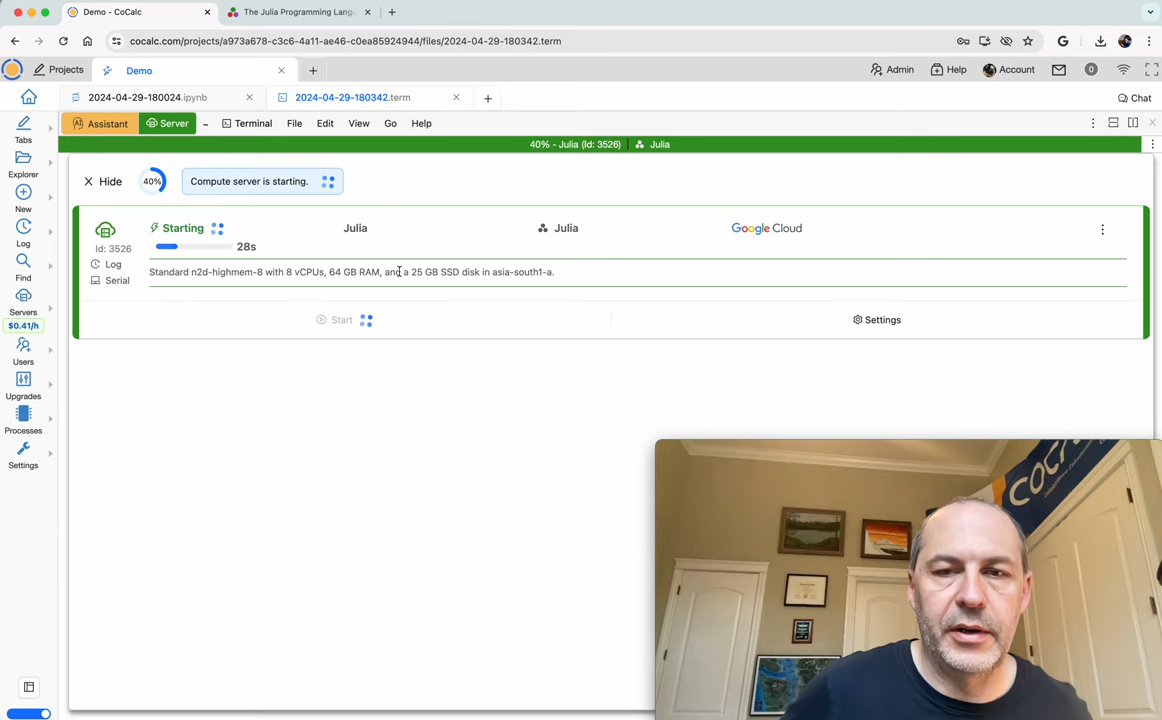 Demo - CoCalc
The Julia Programming Lang
cocalc.com/projects/a973a678-c3c6-4a11-ae46-c0ea85924944/files/2024-04-29-180342.term
Projects
Demo
Admin
Help
Account
0
2024-04-29-180024.ipynb
2024-04-29-180342.term
Chat
AI Assistant
Server
Terminal
File
Edit
View
Go
Help
40% - Julia (Id: 3526)
Julia
Tabs
Explorer
New
Log
Find
Servers
$0.41/h
Users
Upgrades
Processes
Settings
Hide
40%
Compute server is starting.
Starting
Julia
Julia
Google Cloud
28s
Id: 3526
Log
Serial
Standard n2d-highmem-8 with 8 vCPUs, 64 GB RAM, and a 25 GB SSD disk in asia-south1-a.
Start
Settings
COCALC